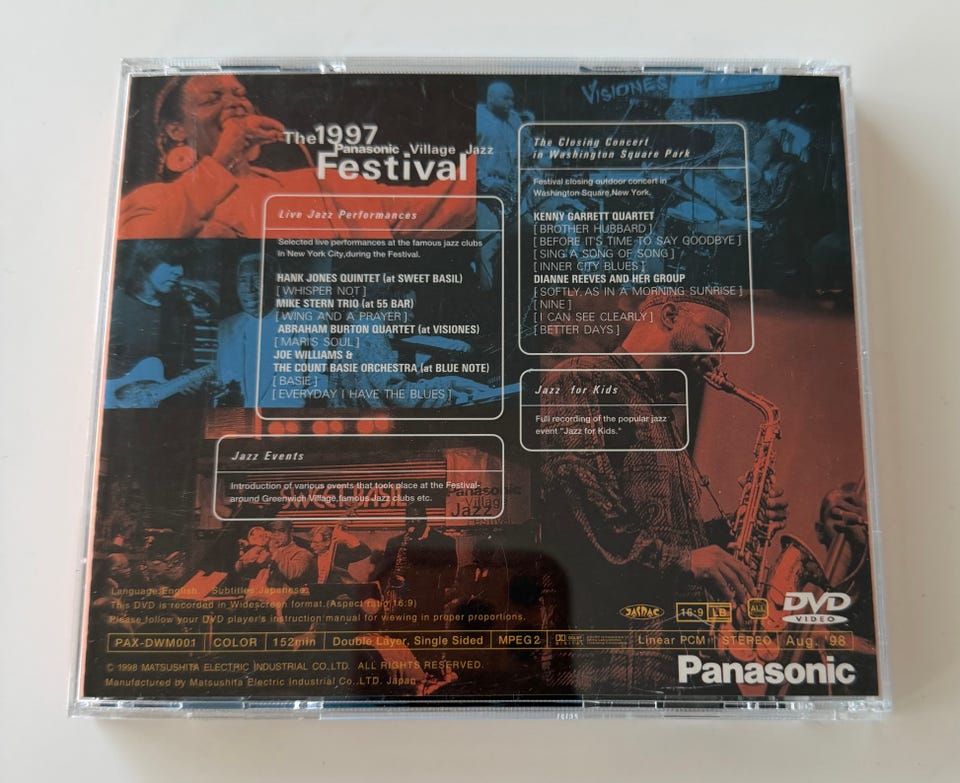 The 1997
Panasonic Village Jazz
Festival
Live Jazz Performances
Selected live performances at the famous jazz clubs
In New York City,during the Festival.
HANK JONES QUINTET (at SWEET BASIL)
[ WHISPER NOT ]
MIKE STERN TRIO (at 55 BAR)
[ WING AND A PRAYER ]
ABRAHAM BURTON QUARTET (at VISIONES)
[ MARI'S SOUL ]
JOE WILLIAMS &
THE COUNT BASIE ORCHESTRA (at BLUE NOTE)
[ BASIE ]
[ EVERYDAY I HAVE THE BLUES ]
Jazz Events
Introduction of various events that took place at the Festival
around Greenwich Village,famous Jazz clubs etc.
SWEET BASIL
Panasonic
Village
Jazz
Festival
VISIONES
The Closing Concert
in Washington Square Park
Festival closing outdoor concert in
Washington Square,New York.
KENNY GARRETT QUARTET
[ BROTHER HUBBARD ]
[ BEFORE IT'S TIME TO SAY GOODBYE ]
[ SING A SONG OF SONG ]
[ INNER CITY BLUES ]
DIANNE REEVES AND HER GROUP
[ SOFTLY, AS IN A MORNING SUNRISE ]
[ NINE ]
[ I CAN SEE CLEARLY ]
[ BETTER DAYS ]
Jazz for Kids
Full recording of the popular jazz
event "Jazz for Kids."
Language:English Subtitles:Japanese
This DVD is recorded in Widescreen format.(Aspect ratio 16:9)
Please follow your DVD player's instruction manual for viewing in proper proportions.
JASRAC 16:9 LB ALL DVD VIDEO
PAX-DWM001 COLOR 152min Double Layer, Single Sided MPEG2 Linear PCM STEREO Aug. '98
© 1998 MATSUSHITA ELECTRIC INDUSTRIAL CO.,LTD. ALL RIGHTS RESERVED.
Manufactured by Matsushita Electric Industrial Co., LTD. Japan
Panasonic